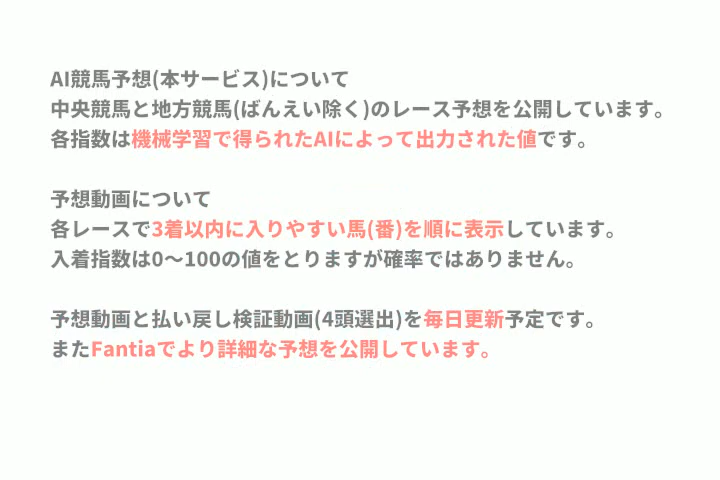 AI競馬予想(本サービス)について
中央競馬と地方競馬(ばんえい除く)のレース予想を公開しています。
各指数は機械学習で得られたAIによって出力された値です。
予想動画について
各レースで3着以内に入りやすい馬(番)を順に表示しています。
入着指数は0〜100の値をとりますが確率ではありません。
予想動画と払い戻し検証動画(4頭選出)を毎日更新予定です。
またFantiaでより詳細な予想を公開しています。